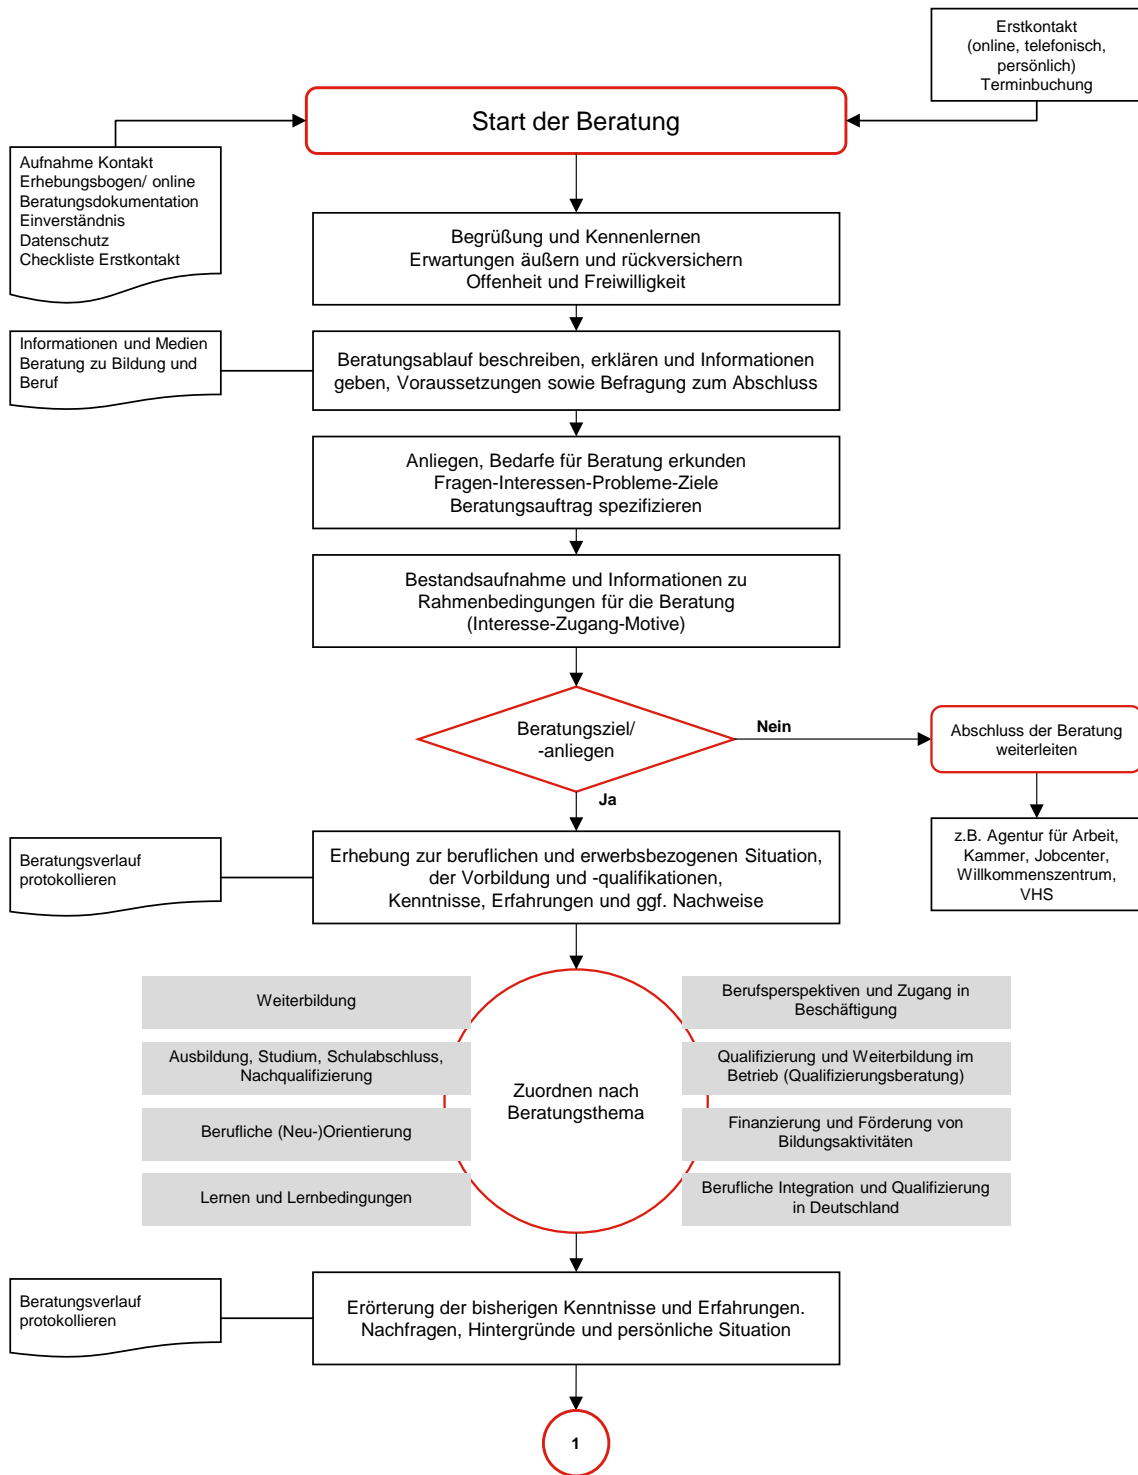 Erstkontakt
(online, telefonisch,
persönlich)
Terminbuchung
Start der Beratung
Aufnahme Kontakt
Erhebungsbogen/ online
Beratungsdokumentation
Einverständnis
Datenschutz
Checkliste Erstkontakt
Begrüßung und Kennenlernen
Erwartungen äußern und rückversichern
Offenheit und Freiwilligkeit
Informationen und Medien
Beratung zu Bildung und
Beruf
Beratungsablauf beschreiben, erklären und Informationen
geben, Voraussetzungen sowie Befragung zum Abschluss
Anliegen, Bedarfe für Beratung erkunden
Fragen-Interessen-Probleme-Ziele
Beratungsauftrag spezifizieren
Bestandsaufnahme und Informationen zu
Rahmenbedingungen für die Beratung
(Interesse-Zugang-Motive)
Beratungsziel/
-anliegen
Nein
Abschluss der Beratung
weiterleiten
Ja
z.B. Agentur für Arbeit,
Kammer, Jobcenter,
Willkommenszentrum,
VHS
Beratungsverlauf
protokollieren
Erhebung zur beruflichen und erwerbsbezogenen Situation,
der Vorbildung und -qualifikationen,
Kenntnisse, Erfahrungen und ggf. Nachweise
Weiterbildung
Ausbildung, Studium, Schulabschluss,
Nachqualifizierung
Berufliche (Neu-)Orientierung
Lernen und Lernbedingungen
Zuordnen nach
Beratungsthema
Berufsperspektiven und Zugang in
Beschäftigung
Qualifizierung und Weiterbildung im
Betrieb (Qualifizierungsberatung)
Finanzierung und Förderung von
Bildungsaktivitäten
Berufliche Integration und Qualifizierung
in Deutschland
Beratungsverlauf
protokollieren
Erörterung der bisherigen Kenntnisse und Erfahrungen.
Nachfragen, Hintergründe und persönliche Situation
1